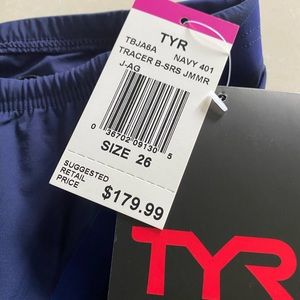 TYR
TBJA6A NAVY 401
TRACER B-SRS JMMR
J-AG
0 36702 09130 5
SIZE 26
SUGGESTED
RETAIL
PRICE
$179.99
TYR